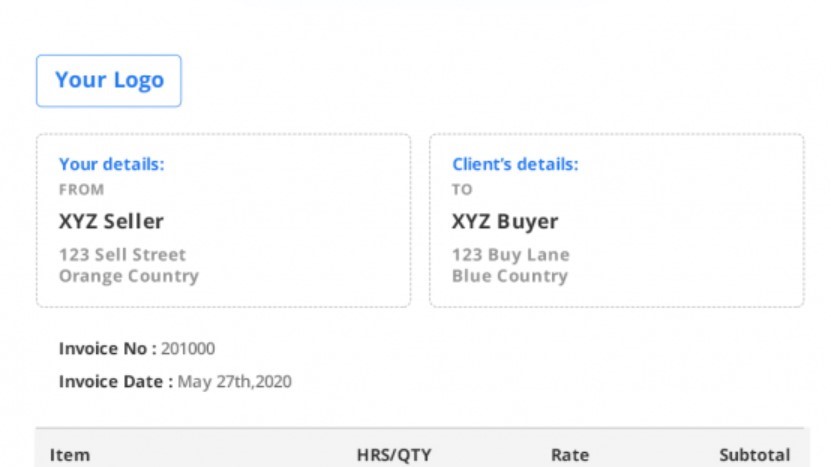 Your Logo
Your details:
FROM
XYZ Seller
123 Sell Street
Orange Country
Client's details:
TO
XYZ Buyer
123 Buy Lane
Blue Country
Invoice No : 201000
Invoice Date : May 27th,2020
Item HRS/QTY Rate Subtotal